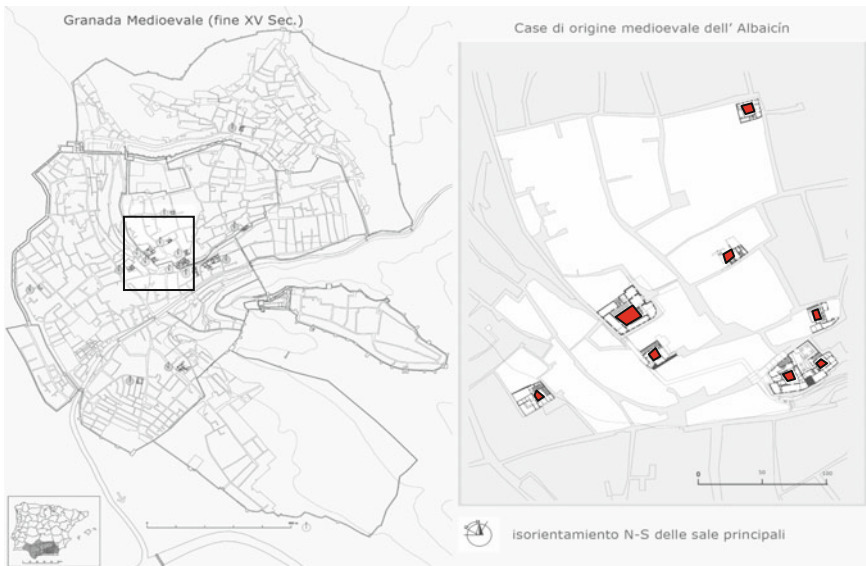 Granada Medioevale (fine XV Sec.)
Case di origine medioevale dell' Albaicín
0 50 100
isorientamento N-S delle sale principali